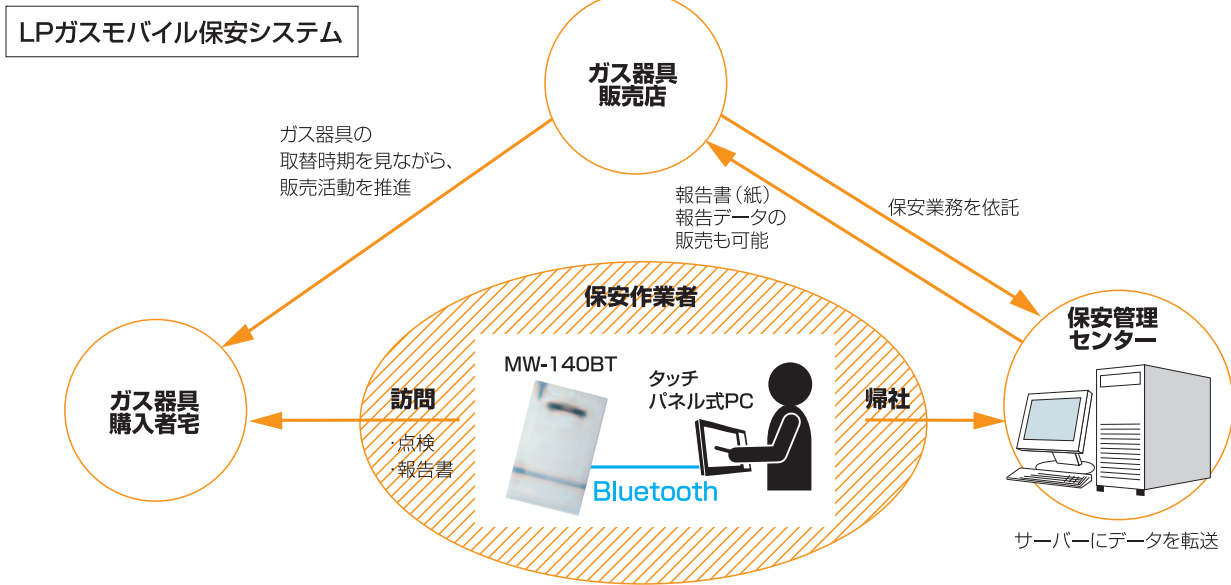 LPガスモバイル保安システム
ガス器具
販売店
ガス器具の
取替時期を見ながら、
販売活動を推進
報告書（紙）
報告データの
販売も可能
保安業務を依託
保安作業者
保安管理
センター
MW-140BT
タッチ
パネル式PC
訪問
・点検
・報告書
帰社
ガス器具
購入者宅
Bluetooth
サーバーにデータを転送